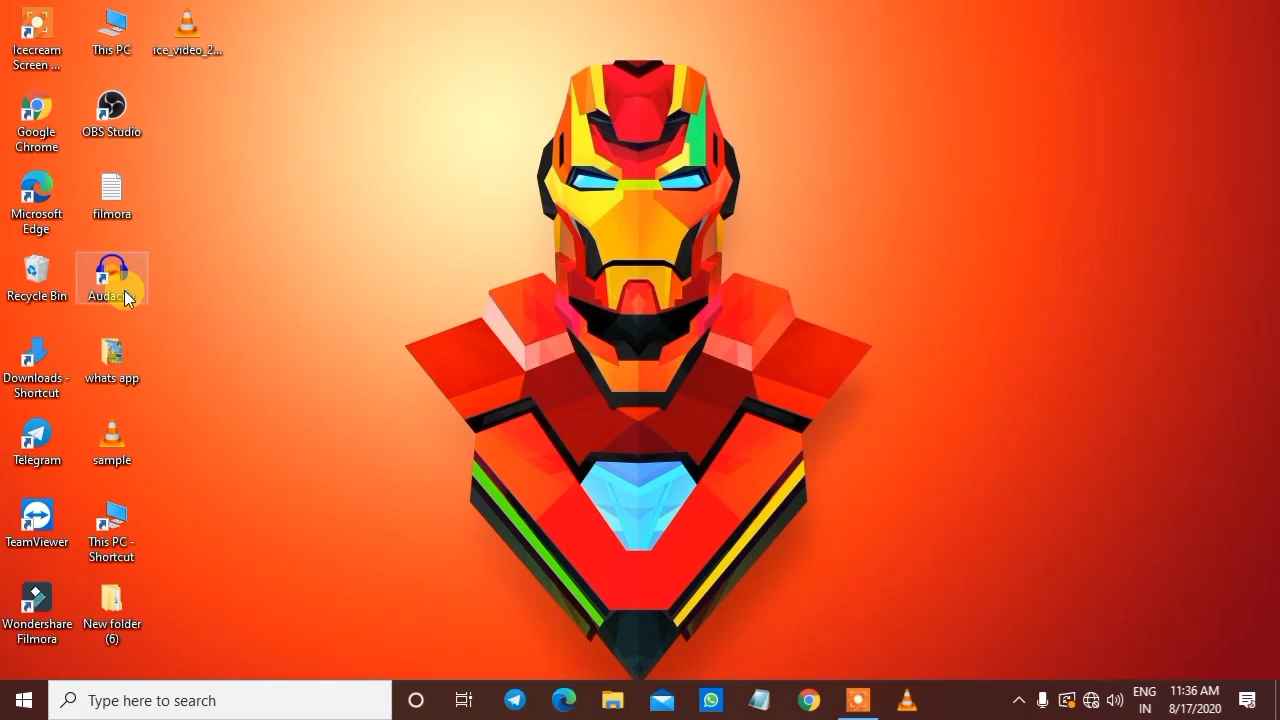 Icecream
Screen ...
This PC
ice_video_2...
Google
Chrome
OBS Studio
Microsoft
Edge
filmora
Recycle Bin
Downloads -
Shortcut
whats app
Telegram
sample
TeamViewer
This PC -
Shortcut
Wondershare
Filmora
New folder
(6)
Type here to search
ENG
IN
11:36 AM
8/17/2020